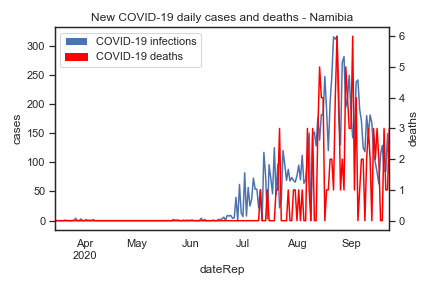 New COVID-19 daily cases and deaths - Namibia
COVID-19 infections
COVID-19 deaths
300
250
200
150
100
50
0
cases
6
5
4
3
2
1
0
deaths
Apr
2020
May
Jun
Jul
Aug
Sep
dateRep